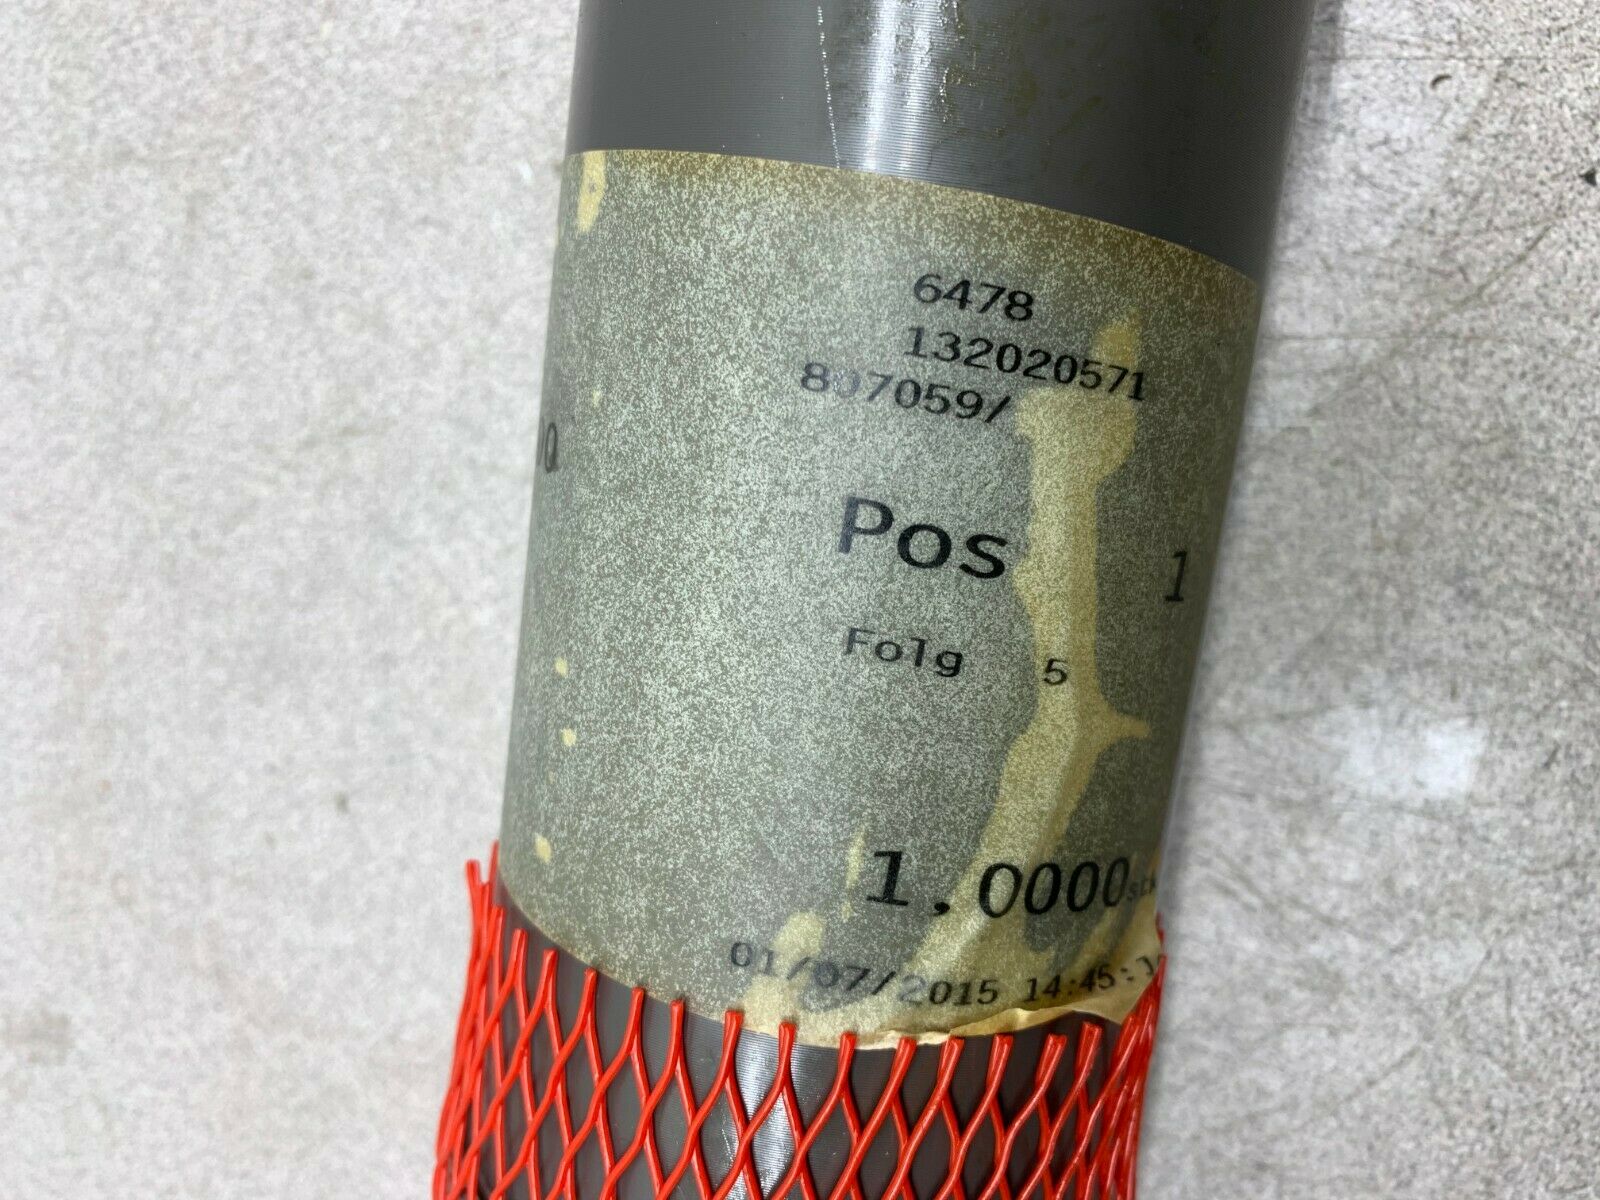 6478
132020571
807059/
Pos 1
Folg 5
1,0000
01/07/2015 14:45: